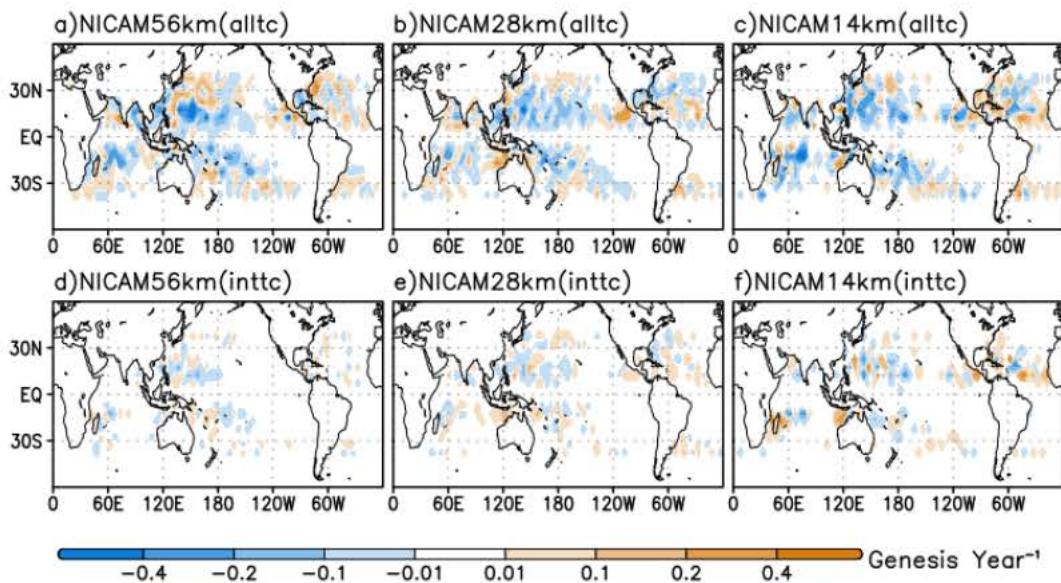 a)NICAM56km(alltc) b)NICAM28km(alltc) c)NICAM14km(alltc)
30N
EQ
30S
0 60E 120E 180 120W 60W 0 60E 120E 180 120W 60W 0 60E 120E 180 120W 60W
d)NICAM56km(inttc) e)NICAM28km(inttc) f)NICAM14km(inttc)
30N
EQ
30S
0 60E 120E 180 120W 60W 0 60E 120E 180 120W 60W 0 60E 120E 180 120W 60W
−0.4 −0.2 −0.1 −0.01 0.01 0.1 0.2 0.4 Genesis Year⁻¹